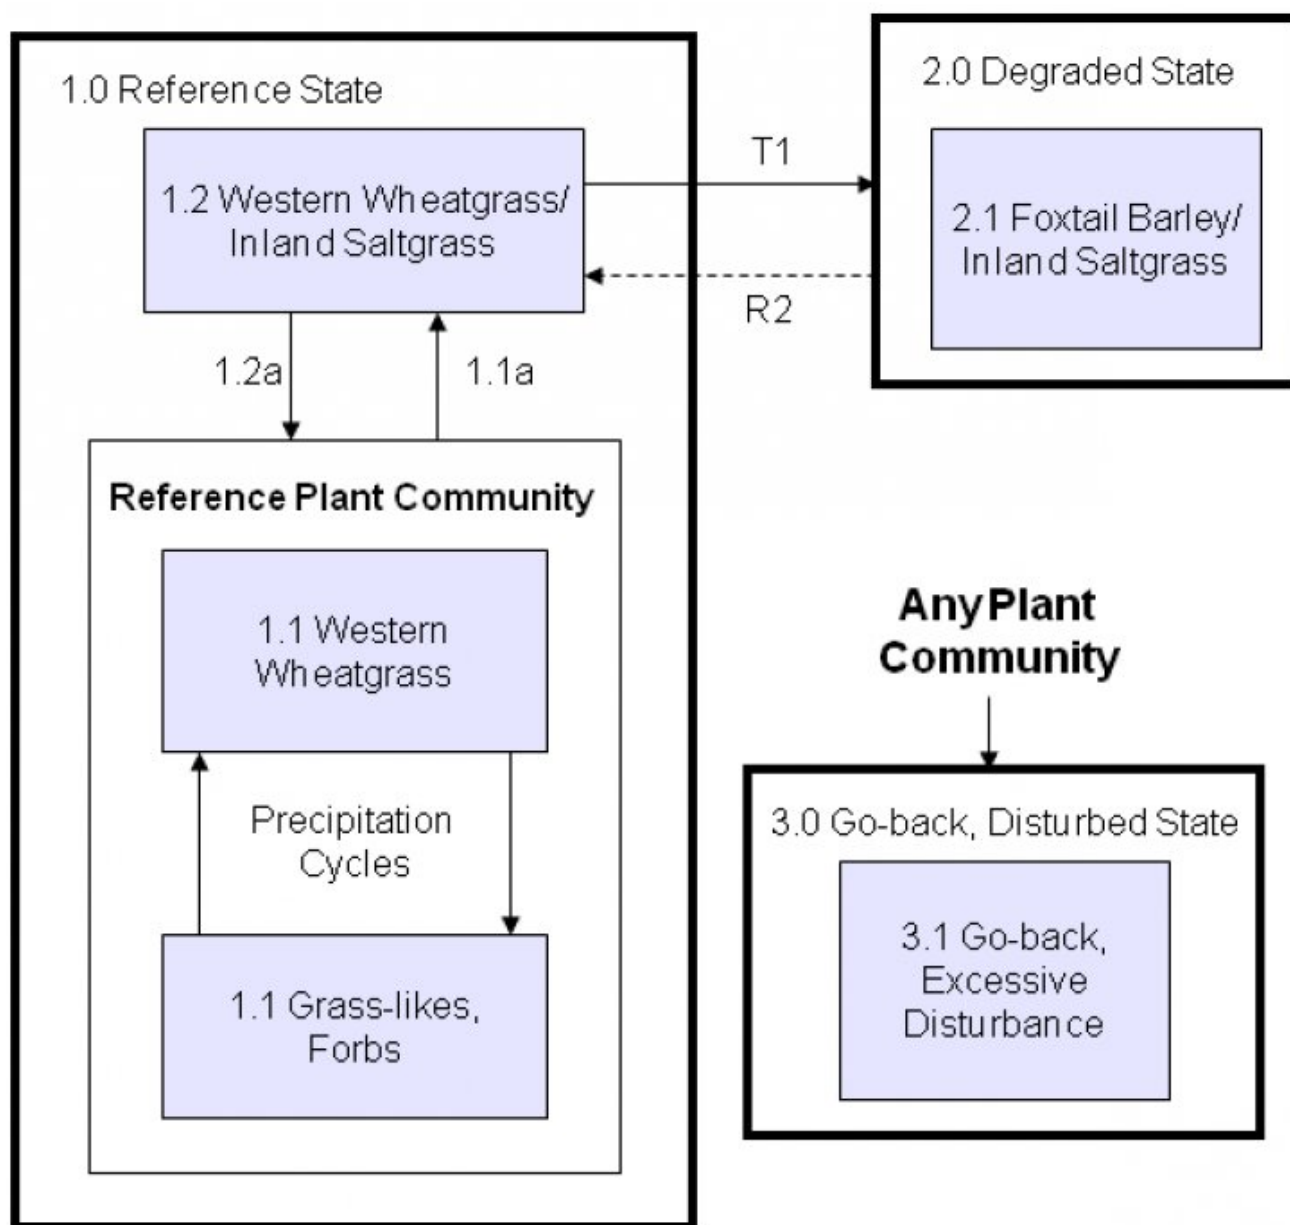 1.0 Reference State
1.2 Western Wheatgrass/
Inland Saltgrass
1.2a
1.1a
Reference Plant Community
1.1 Western
Wheatgrass
Precipitation
Cycles
1.1 Grass-likes,
Forbs
T1
R2
2.0 Degraded State
2.1 Foxtail Barley/
Inland Saltgrass
Any Plant
Community
3.0 Go-back, Disturbed State
3.1 Go-back,
Excessive
Disturbance